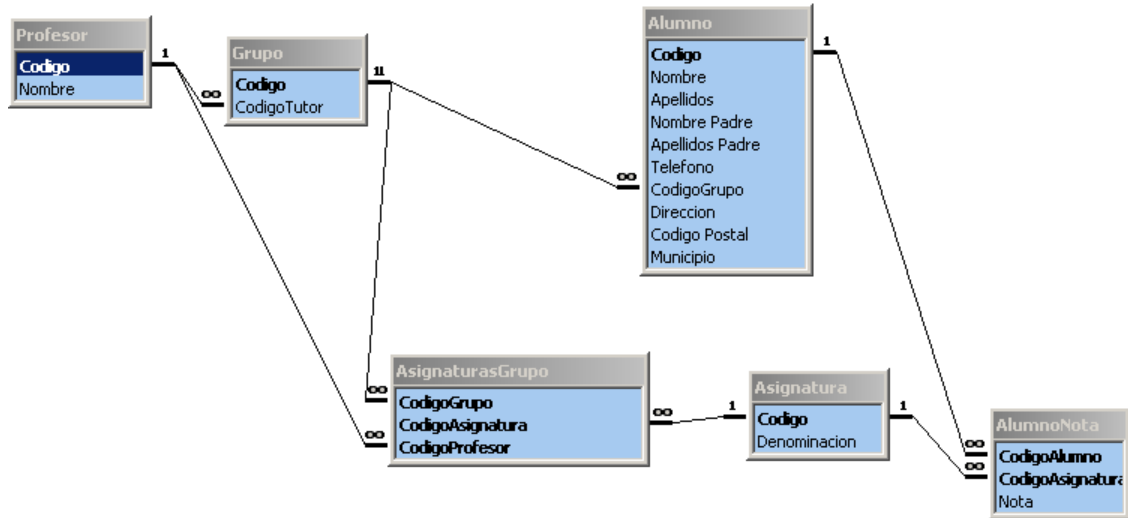 Profesor
Codigo
Nombre
1
∞
Grupo
Codigo
CodigoTutor
11
∞
Alumno
Codigo
Nombre
Apellidos
Nombre Padre
Apellidos Padre
Telefono
CodigoGrupo
Direccion
Codigo Postal
Municipio
1
∞
∞
AsignaturasGrupo
CodigoGrupo
CodigoAsignatura
CodigoProfesor
∞
1
Asignatura
Codigo
Denominacion
1
∞
∞
AlumnoNota
CodigoAlumno
CodigoAsignatura
Nota